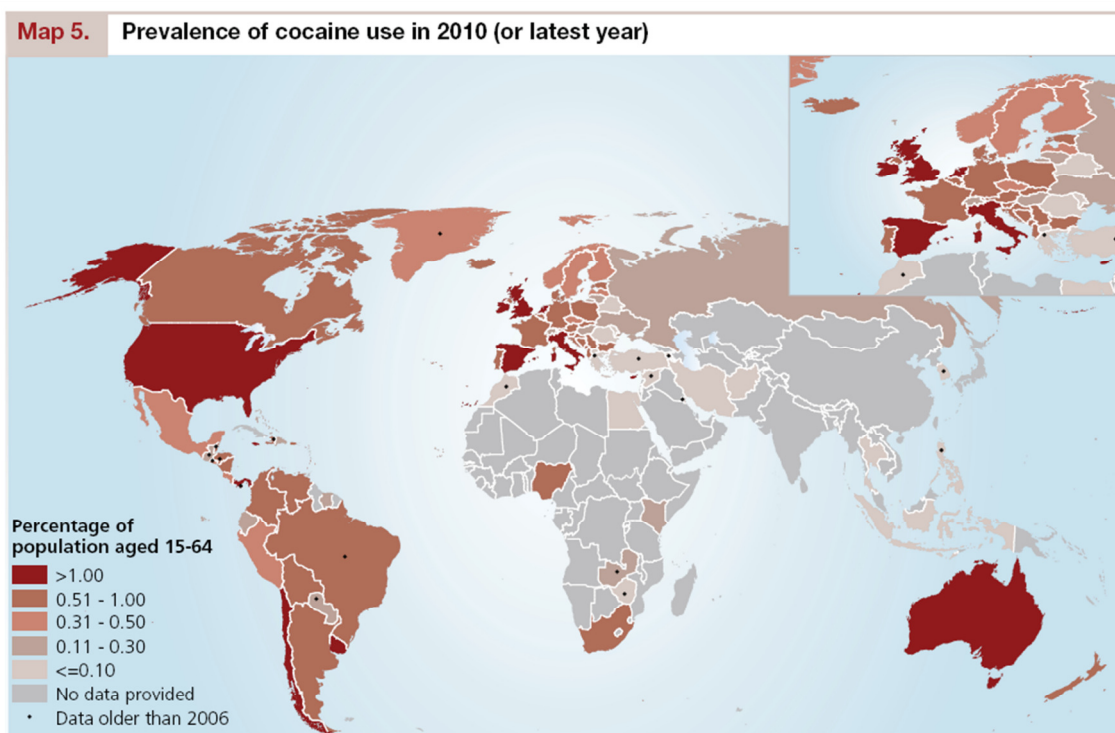 Map 5. Prevalence of cocaine use in 2010 (or latest year)
Percentage of
population aged 15-64
>1.00
0.51 - 1.00
0.31 - 0.50
0.11 - 0.30
<=0.10
No data provided
• Data older than 2006